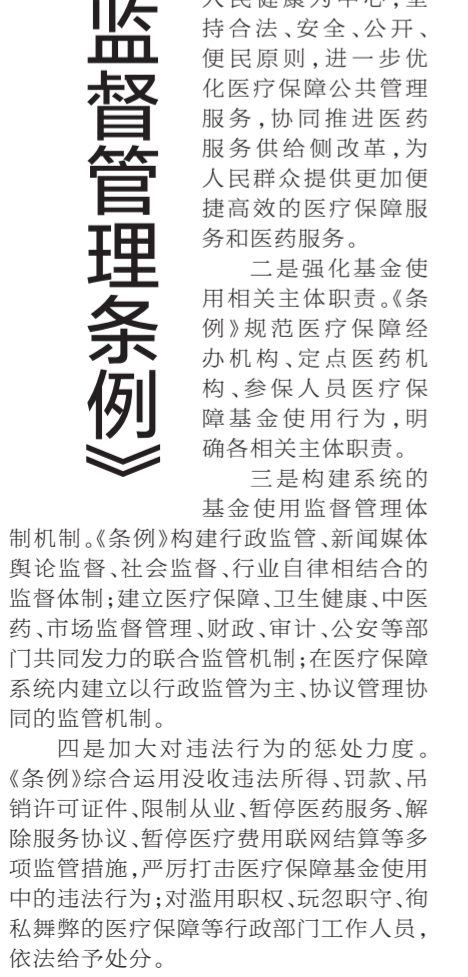 监督管理条例》
人民健康为中心，坚
持合法、安全、公开、
便民原则，进一步优
化医疗保障公共管理
服务，协同推进医药
服务供给侧改革，为
人民群众提供更加便
捷高效的医疗保障服
务和医药服务。
二是强化基金使
用相关主体职责。《条
例》规范医疗保障经
办机构、定点医药机
构、参保人员医疗保
障基金使用行为，明
确各相关主体职责。
三是构建系统的
基金使用监督管理体
制机制。《条例》构建行政监管、新闻媒体
舆论监督、社会监督、行业自律相结合的
监督体制；建立医疗保障、卫生健康、中医
药、市场监督管理、财政、审计、公安等部
门共同发力的联合监管机制；在医疗保障
系统内建立以行政监管为主、协议管理协
同的监管机制。
四是加大对违法行为的惩处力度。
《条例》综合运用没收违法所得、罚款、吊
销许可证件、限制从业、暂停医药服务、解
除服务协议、暂停医疗费用联网结算等多
项监管措施，严厉打击医疗保障基金使用
中的违法行为；对滥用职权、玩忽职守、徇
私舞弊的医疗保障等行政部门工作人员，
依法给予处分。